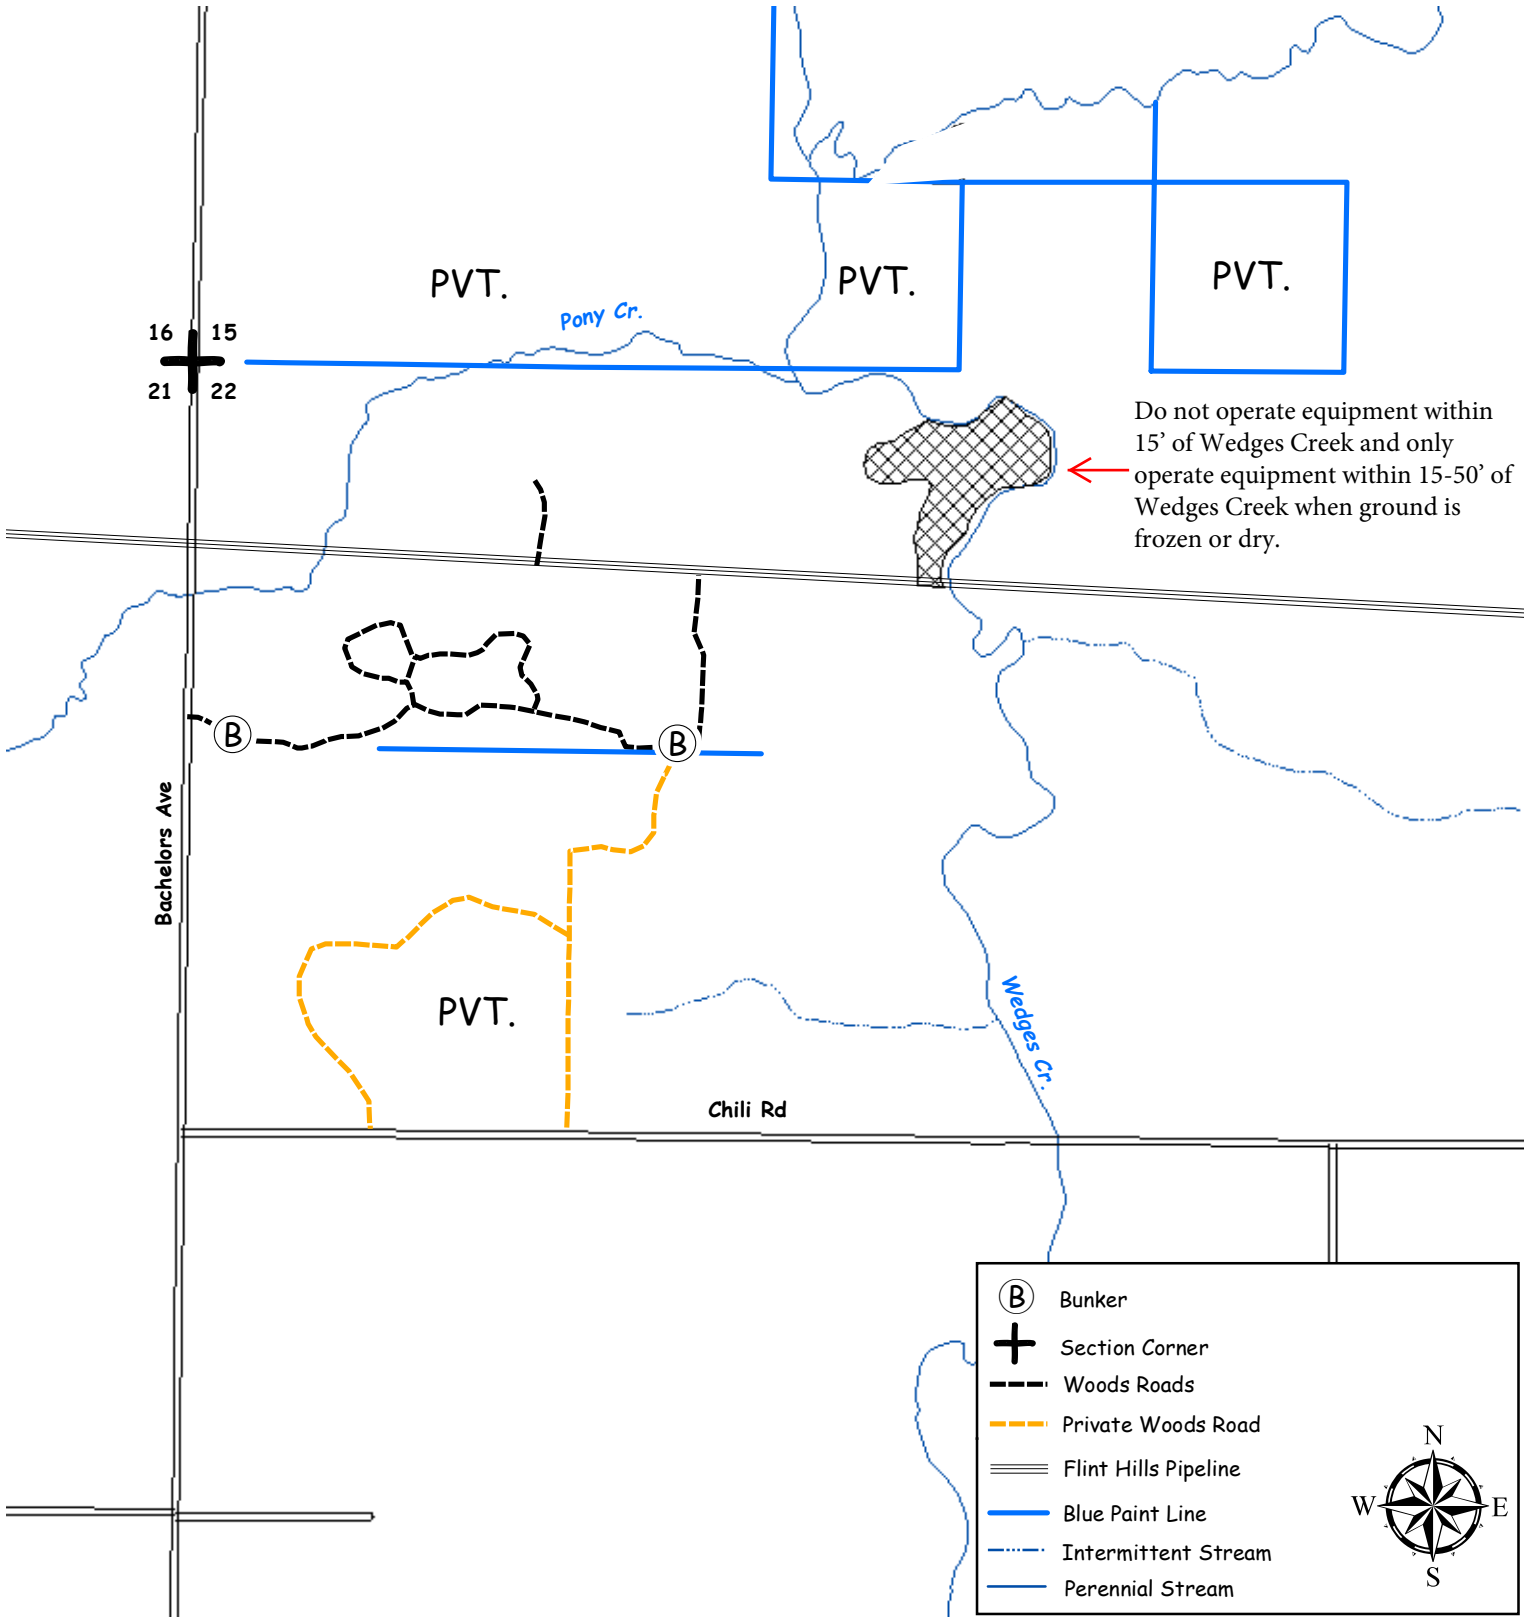 PVT.
PVT.
PVT.
Pony Cr.
16 15
21 22
Do not operate equipment within
15’ of Wedges Creek and only
operate equipment within 15-50’ of
Wedges Creek when ground is
frozen or dry.
B
B
Bachelors Ave
PVT.
Wedges Cr.
Chili Rd
B Bunker
Section Corner
Woods Roads
Private Woods Road
Flint Hills Pipeline
Blue Paint Line
Intermittent Stream
Perennial Stream
N
W E
S